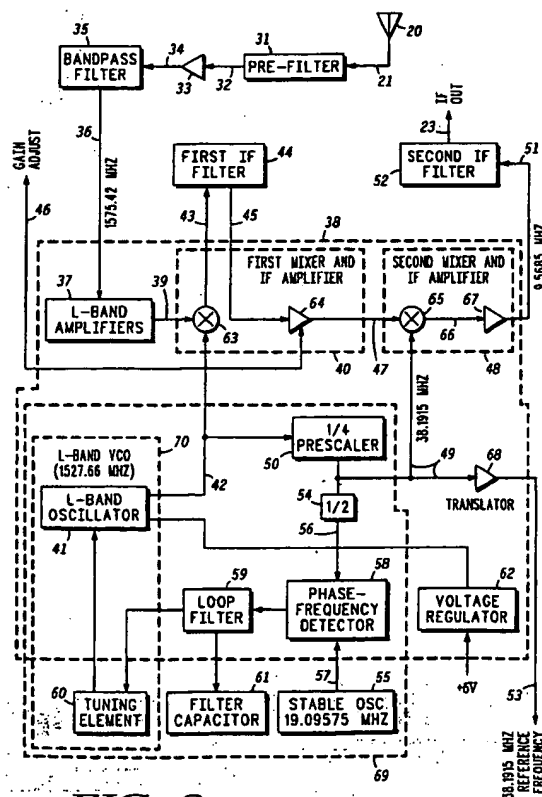 20
35
BANDPASS
FILTER
34
33
32
31
PRE-FILTER
21
36
1575.42 MHZ
GAIN
ADJUST
46
FIRST IF
FILTER
44
43
45
IF
OUT
23
SECOND IF
FILTER
52
51
9.5685 MHZ
38
37
L-BAND
AMPLIFIERS
39
FIRST MIXER AND
IF AMPLIFIER
63
64
40
47
SECOND MIXER AND
IF AMPLIFIER
65
66
67
48
38.1915 MHZ
49
68
TRANSLATOR
1/4
PRESCALER
50
42
70
L-BAND VCO
(1527.66 MHZ)
L-BAND
OSCILLATOR
41
54
1/2
56
58
PHASE-
FREQUENCY
DETECTOR
59
LOOP
FILTER
62
VOLTAGE
REGULATOR
+6V
60
TUNING
ELEMENT
61
FILTER
CAPACITOR
57
55
STABLE OSC.
19.09575 MHZ
69
53
38.1915 MHZ
REFERENCE
FREQUENCY